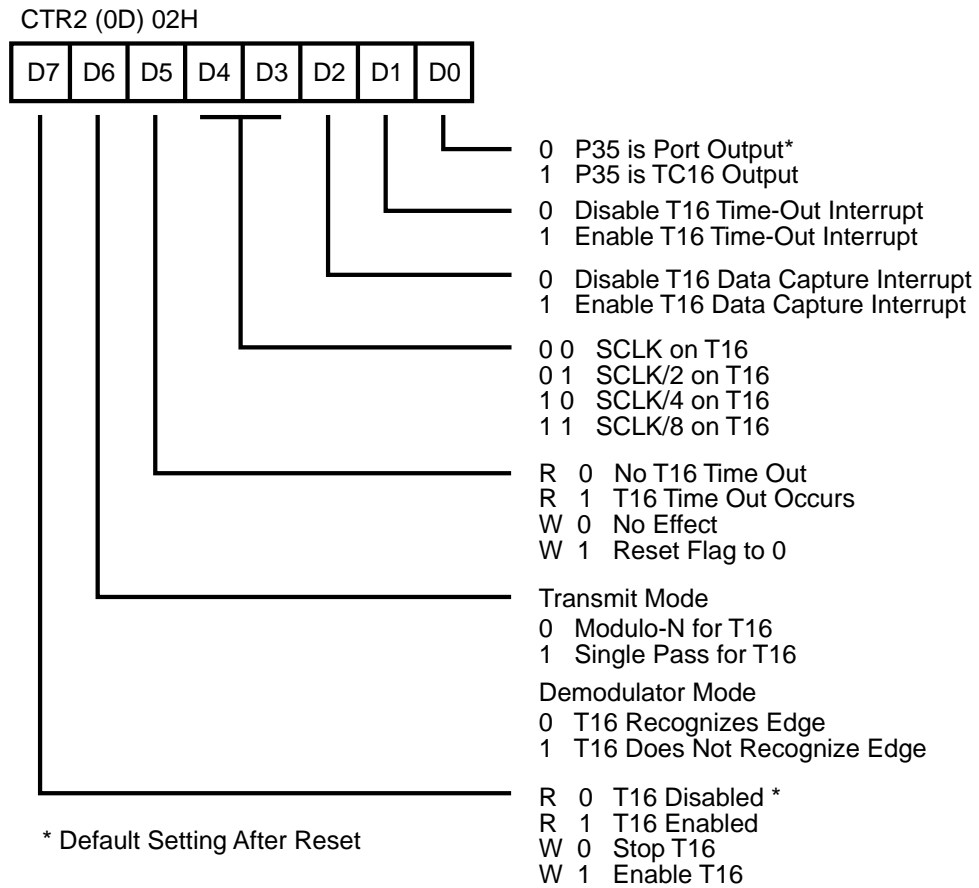 CTR2 (0D) 02H
D7 D6 D5 D4 D3 D2 D1 D0
0 P35 is Port Output*
1 P35 is TC16 Output
0 Disable T16 Time-Out Interrupt
1 Enable T16 Time-Out Interrupt
0 Disable T16 Data Capture Interrupt
1 Enable T16 Data Capture Interrupt
0 0 SCLK on T16
0 1 SCLK/2 on T16
1 0 SCLK/4 on T16
1 1 SCLK/8 on T16
R 0 No T16 Time Out
R 1 T16 Time Out Occurs
W 0 No Effect
W 1 Reset Flag to 0
Transmit Mode
0 Modulo-N for T16
1 Single Pass for T16
Demodulator Mode
0 T16 Recognizes Edge
1 T16 Does Not Recognize Edge
R 0 T16 Disabled *
R 1 T16 Enabled
W 0 Stop T16
W 1 Enable T16
* Default Setting After Reset